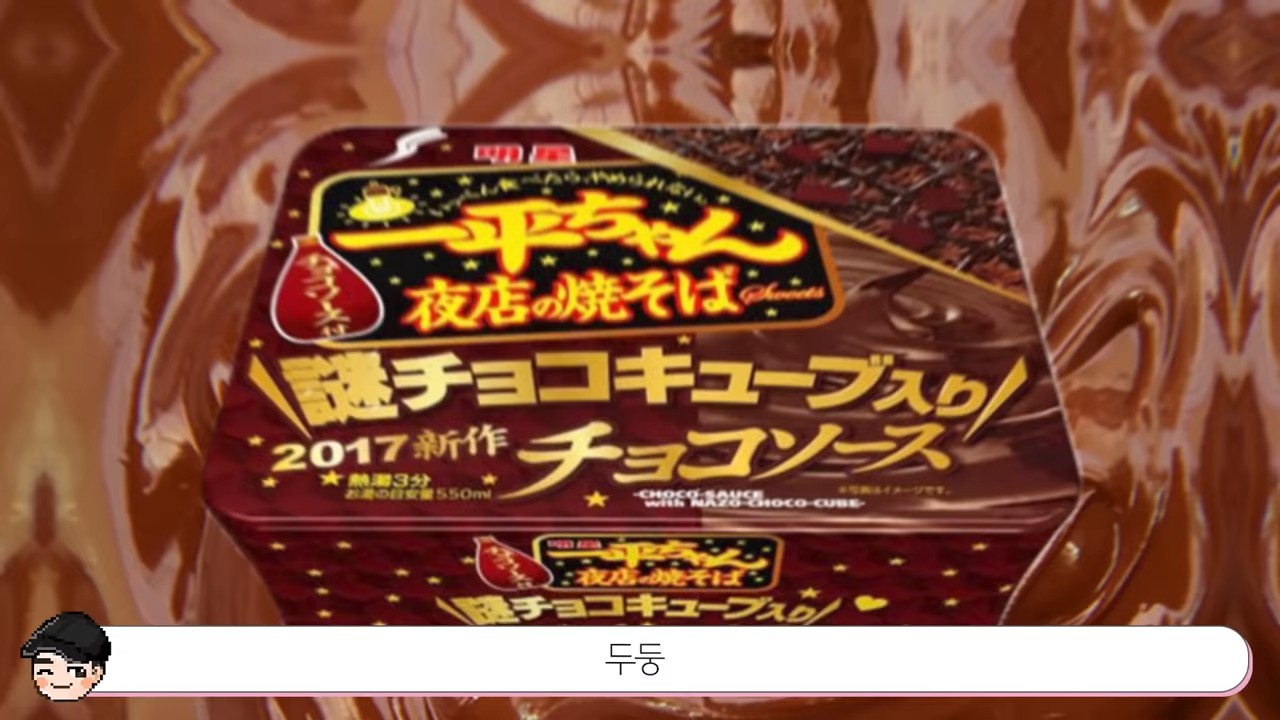 明星
一平ちゃん
夜店の焼そば Sweets
謎チョコキューブ入り
2017 新作 チョコソース
熱湯3分
お湯の目安量550ml
-CHOCO-SAUCE
with NAZO-CHOCO-CUBE-
※写真はイメージです。
明星
一平ちゃん
夜店の焼そば
謎チョコキューブ入り
두둥